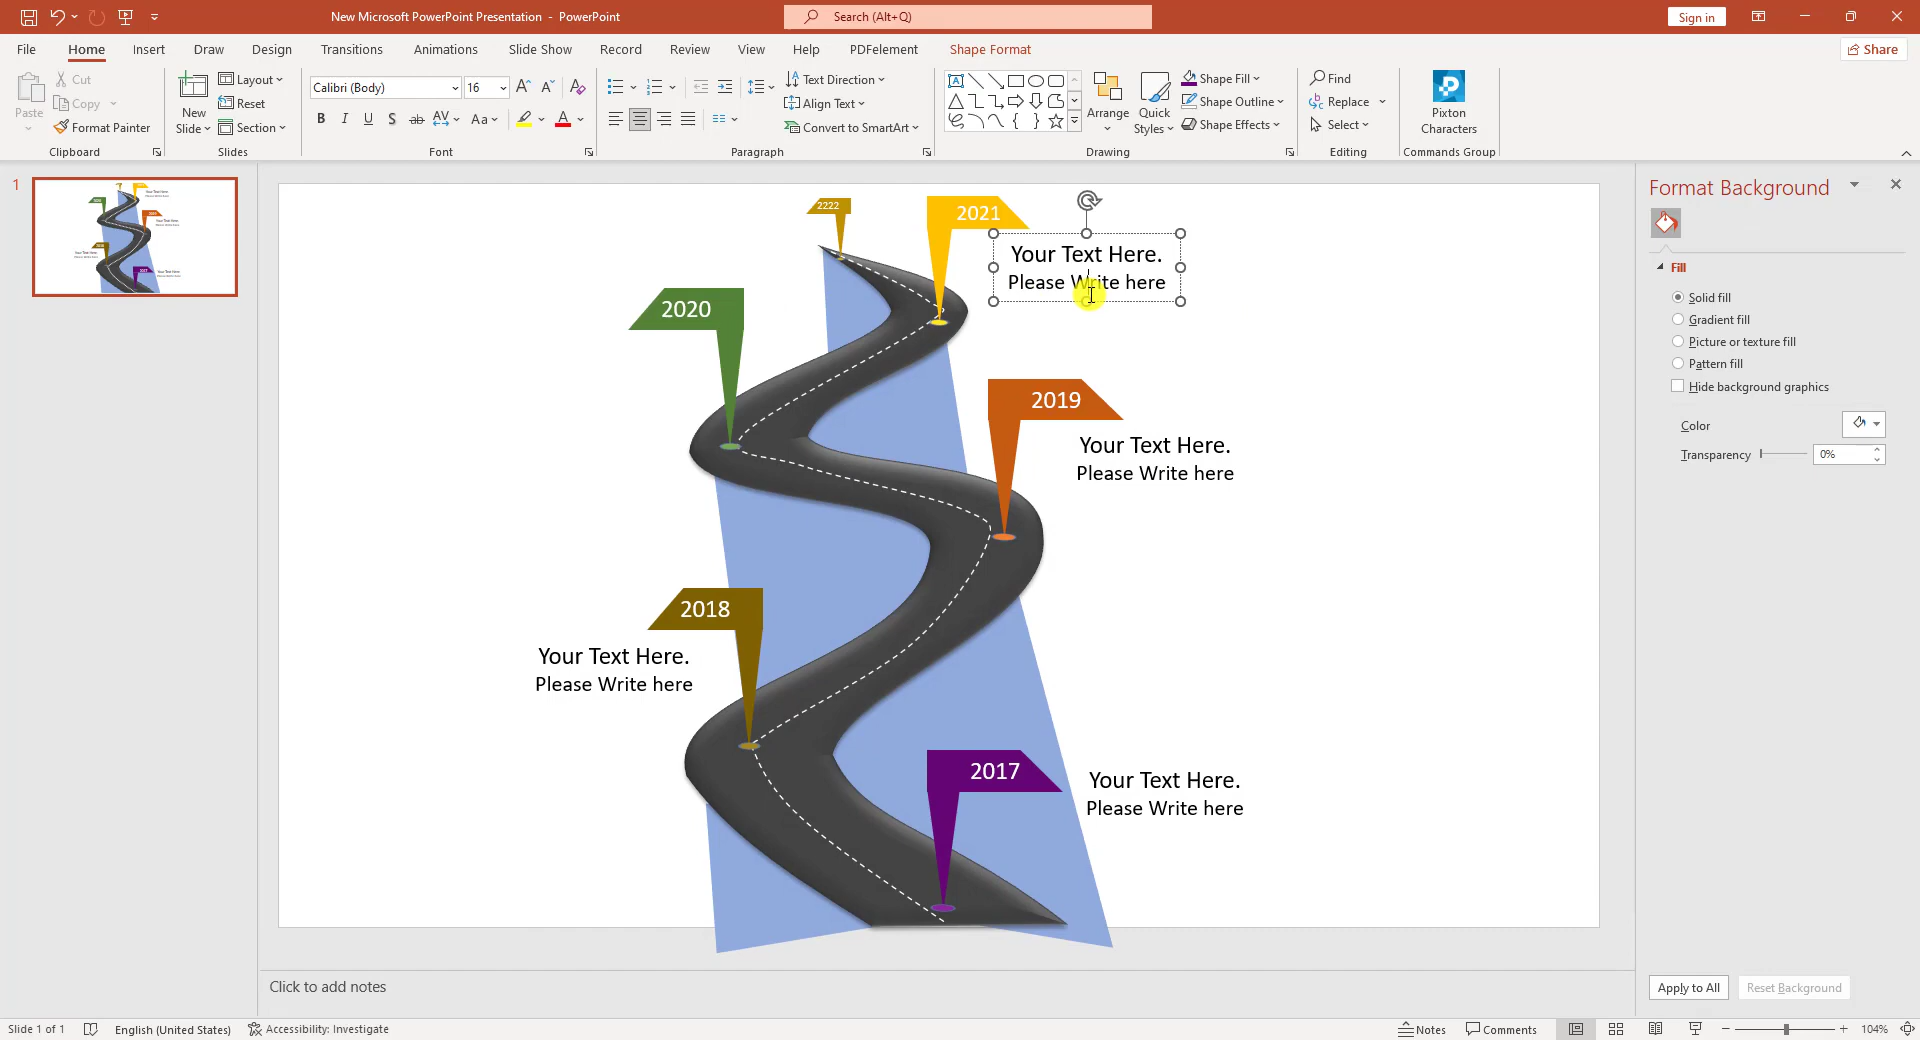 New Microsoft PowerPoint Presentation - PowerPoint
Search (Alt+Q)
Sign in
File Home Insert Draw Design Transitions Animations Slide Show Record Review View Help PDFelement Shape Format
Share
Paste
Cut
Copy
Format Painter
Clipboard
New Slide
Layout
Reset
Section
Slides
Calibri (Body) 16
A A A
B I U S ab AV Aa A
Font
Text Direction
Align Text
Convert to SmartArt
Paragraph
Arrange
Quick Styles
Shape Fill
Shape Outline
Shape Effects
Drawing
Find
Replace
Select
Editing
Pixton Characters
Commands Group
1
Format Background
Fill
Solid fill
Gradient fill
Picture or texture fill
Pattern fill
Hide background graphics
Color
Transparency 0%
Apply to All
Reset Background
2222
2021
Your Text Here.
Please Write here
2020
2019
Your Text Here.
Please Write here
2018
Your Text Here.
Please Write here
2017
Your Text Here.
Please Write here
Click to add notes
Slide 1 of 1 English (United States) Accessibility: Investigate
Notes Comments 104%